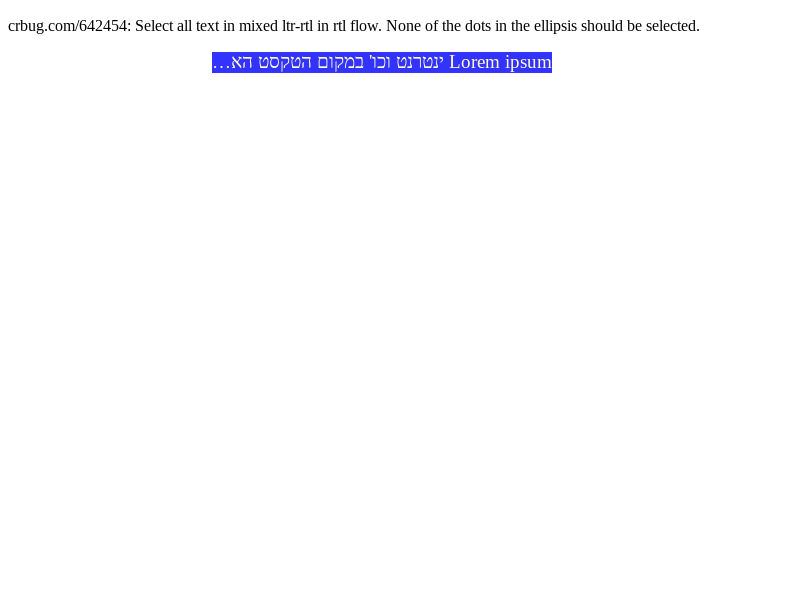 crbug.com/642454: Select all text in mixed ltr-rtl in rtl flow. None of the dots in the ellipsis should be selected.
Lorem ipsum ינטרנט וכו' במקום הטקסט הא…